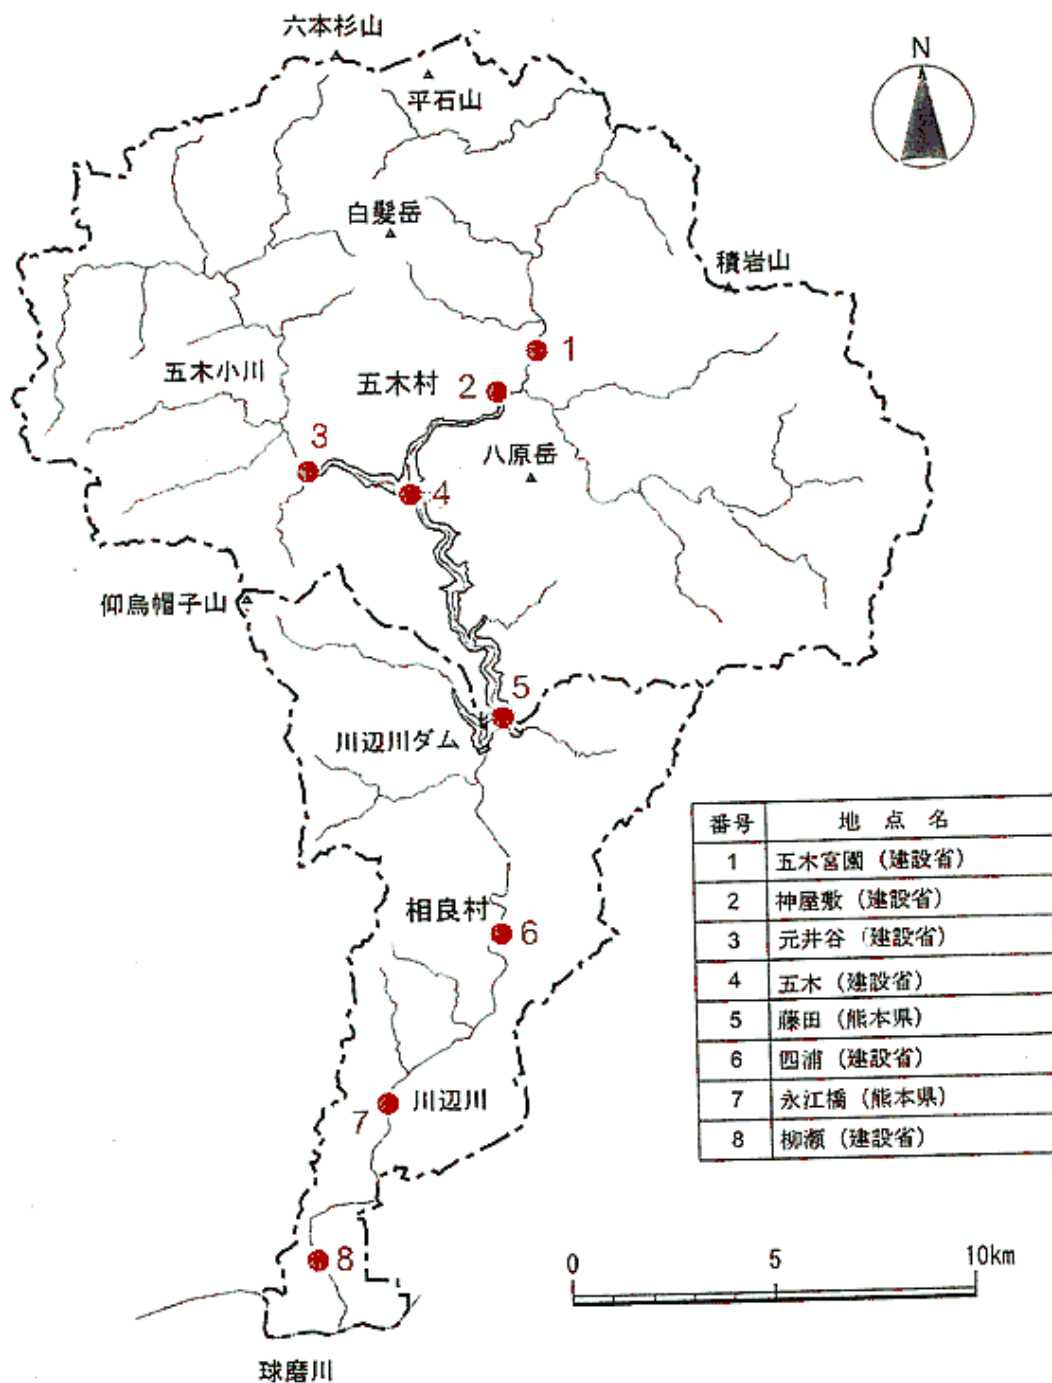 六本杉山
N
平石山
白髪岳
積岩山
1
五木小川
五木村
2
3
八原岳
4
仰烏帽子山
5
川辺川ダム
番号 地 点 名
1 五木宮園 (建設省)
2 神屋敷 (建設省)
3 元井谷 (建設省)
4 五木 (建設省)
5 藤田 (熊本県)
6 四浦 (建設省)
7 永江橋 (熊本県)
8 柳瀬 (建設省)
相良村
6
7
川辺川
8
0 5 10km
球磨川